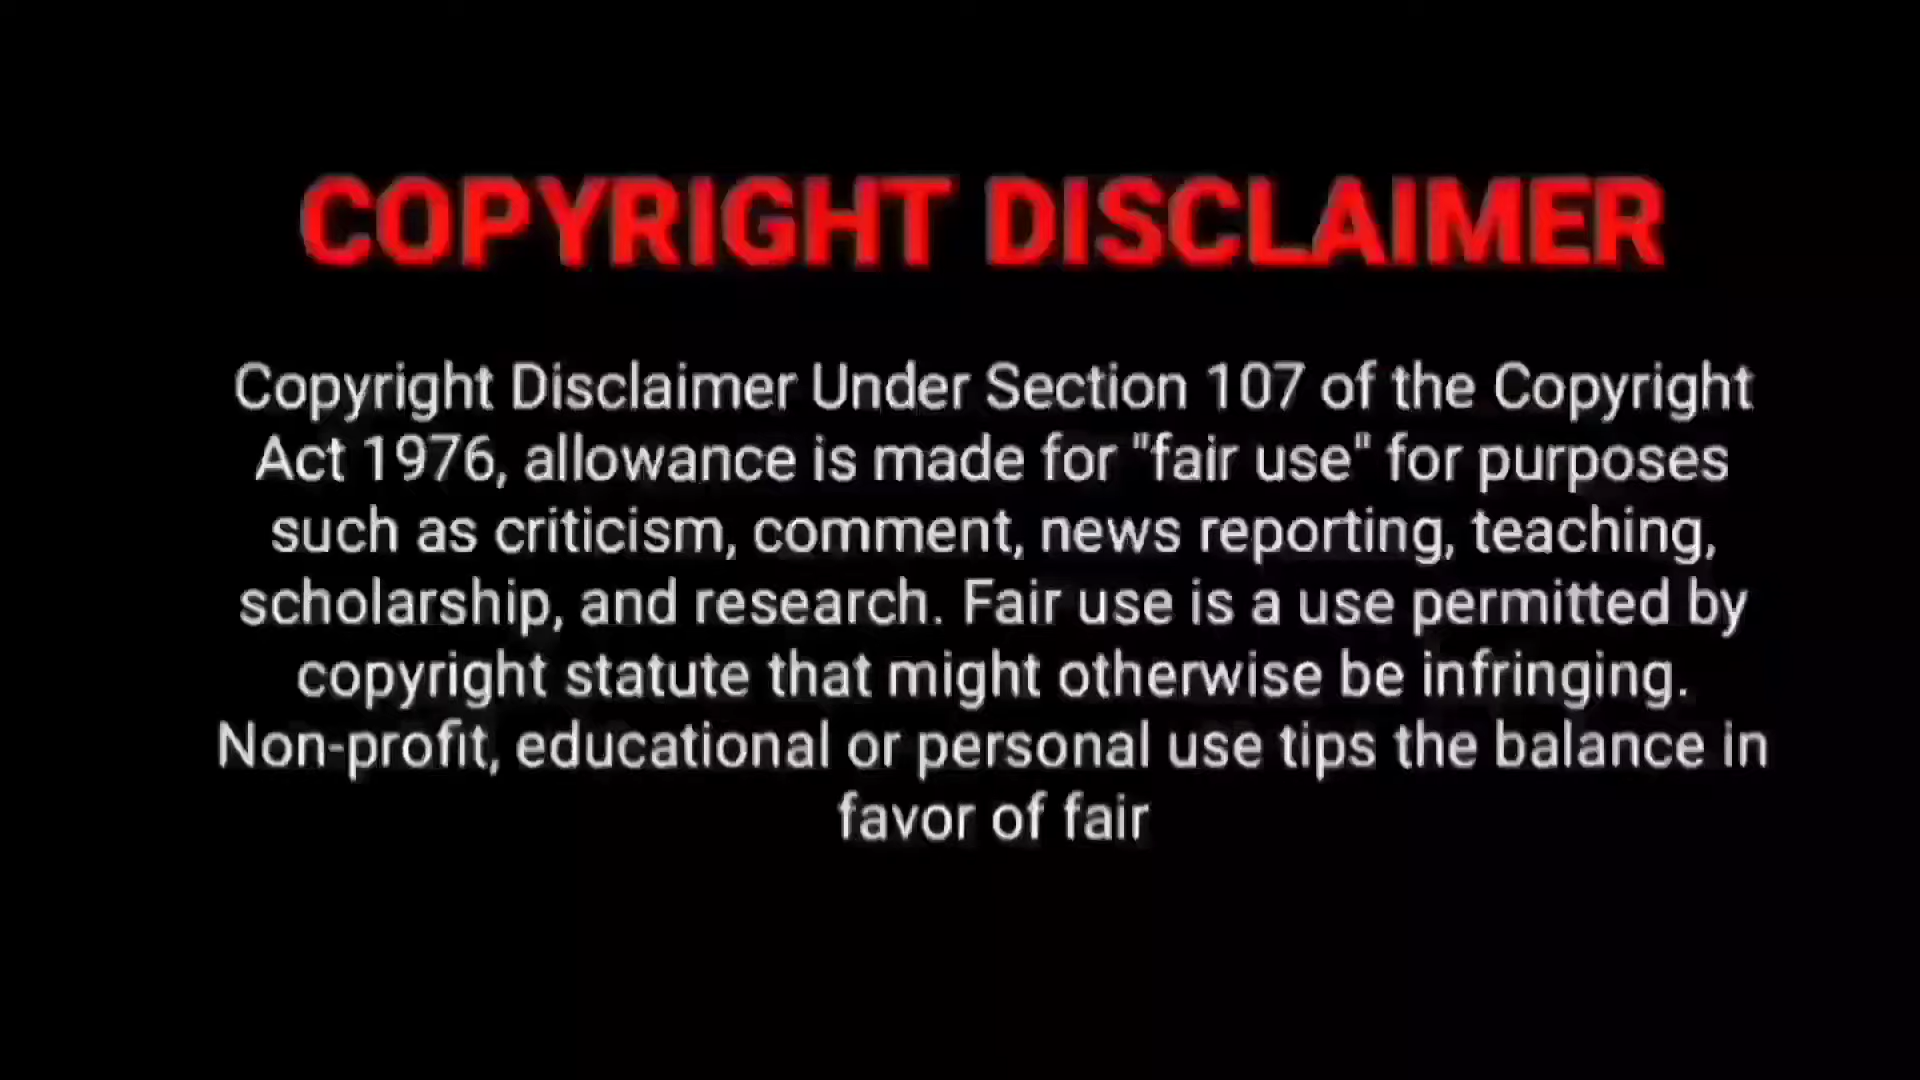 COPYRIGHT DISCLAIMER
Copyright Disclaimer Under Section 107 of the Copyright
Act 1976, allowance is made for "fair use" for purposes
such as criticism, comment, news reporting, teaching,
scholarship, and research. Fair use is a use permitted by
copyright statute that might otherwise be infringing.
Non-profit, educational or personal use tips the balance in
favor of fair